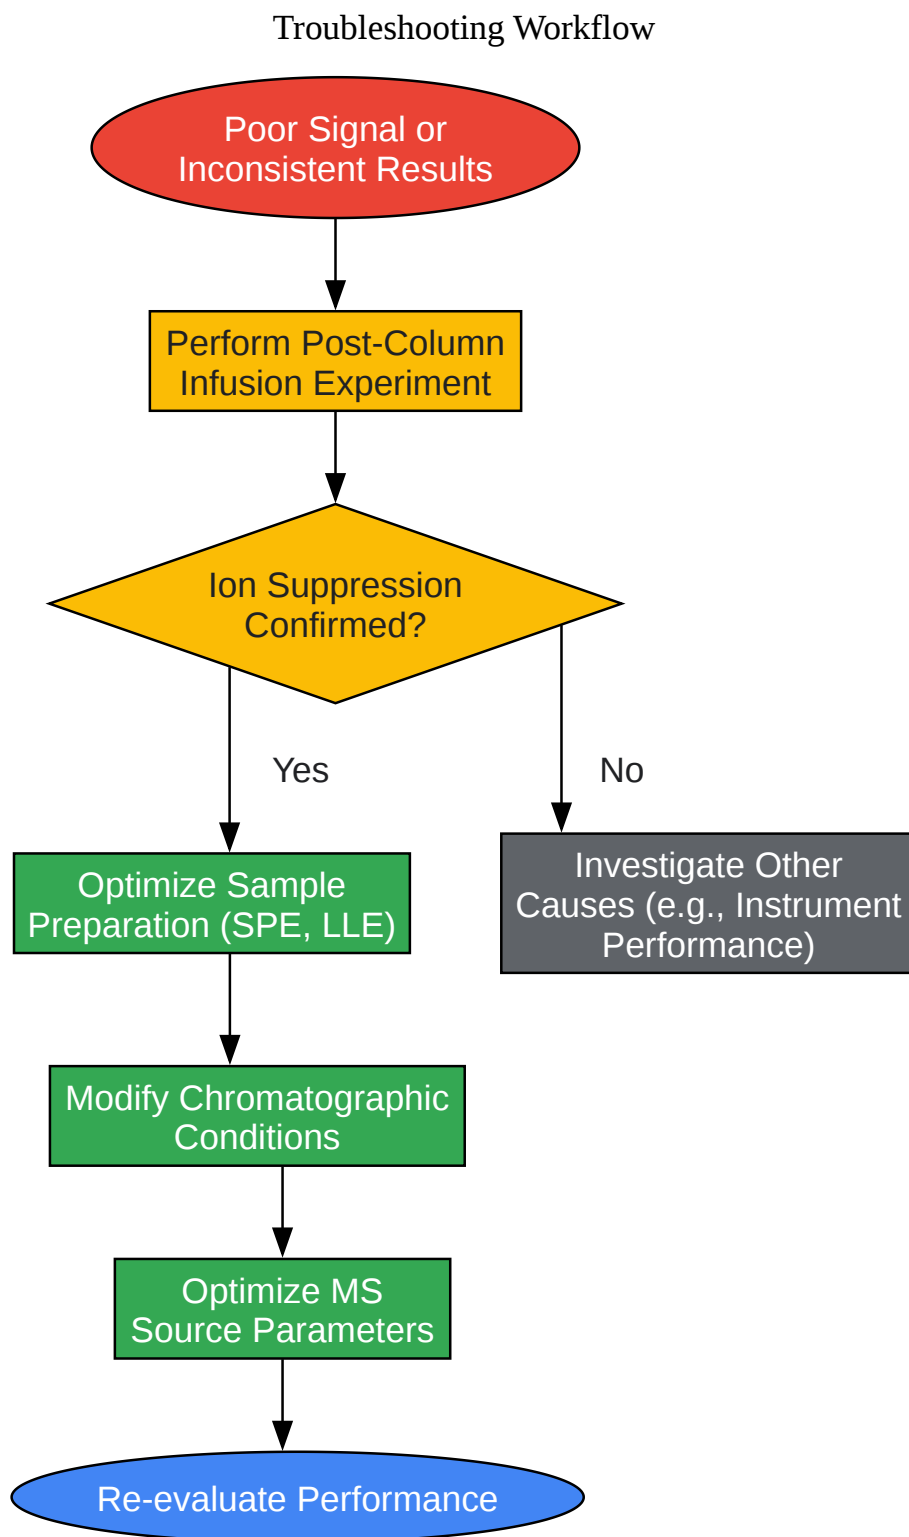 Troubleshooting Workflow
Poor Signal or
Inconsistent Results
Perform Post-Column
Infusion Experiment
Ion Suppression
Confirmed?
Yes
No
Optimize Sample
Preparation (SPE, LLE)
Investigate Other
Causes (e.g., Instrument
Performance)
Modify Chromatographic
Conditions
Optimize MS
Source Parameters
Re-evaluate Performance